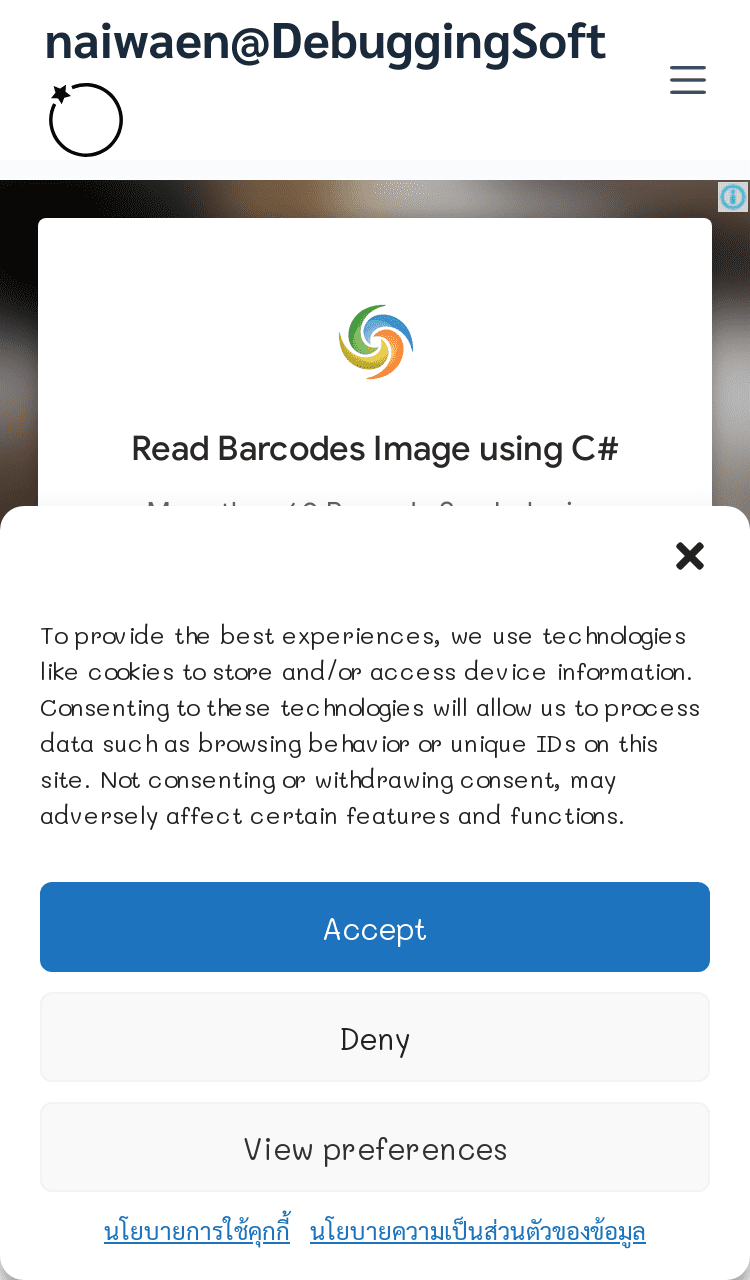 naiwaen@DebuggingSoft
Read Barcodes Image using C#
To provide the best experiences, we use technologies
like cookies to store and/or access device information.
Consenting to these technologies will allow us to process
data such as browsing behavior or unique IDs on this
site. Not consenting or withdrawing consent, may
adversely affect certain features and functions.
Accept
Deny
View preferences
นโยบายการใช้คุกกี้ นโยบายความเป็นส่วนตัวของข้อมูล